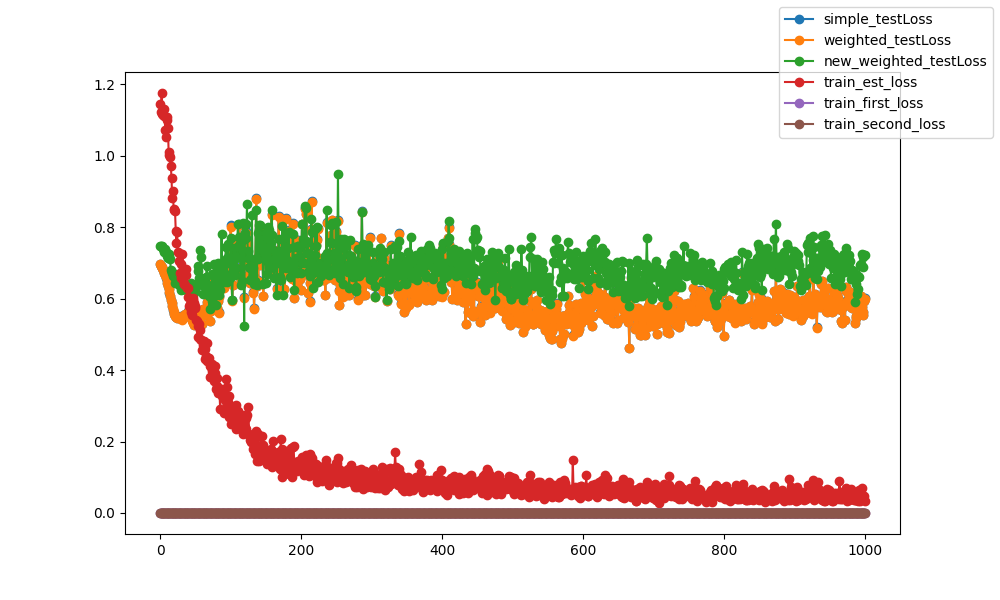 simple_testLoss
weighted_testLoss
new_weighted_testLoss
train_est_loss
train_first_loss
train_second_loss
1.2
1.0
0.8
0.6
0.4
0.2
0.0
0 200 400 600 800 1000